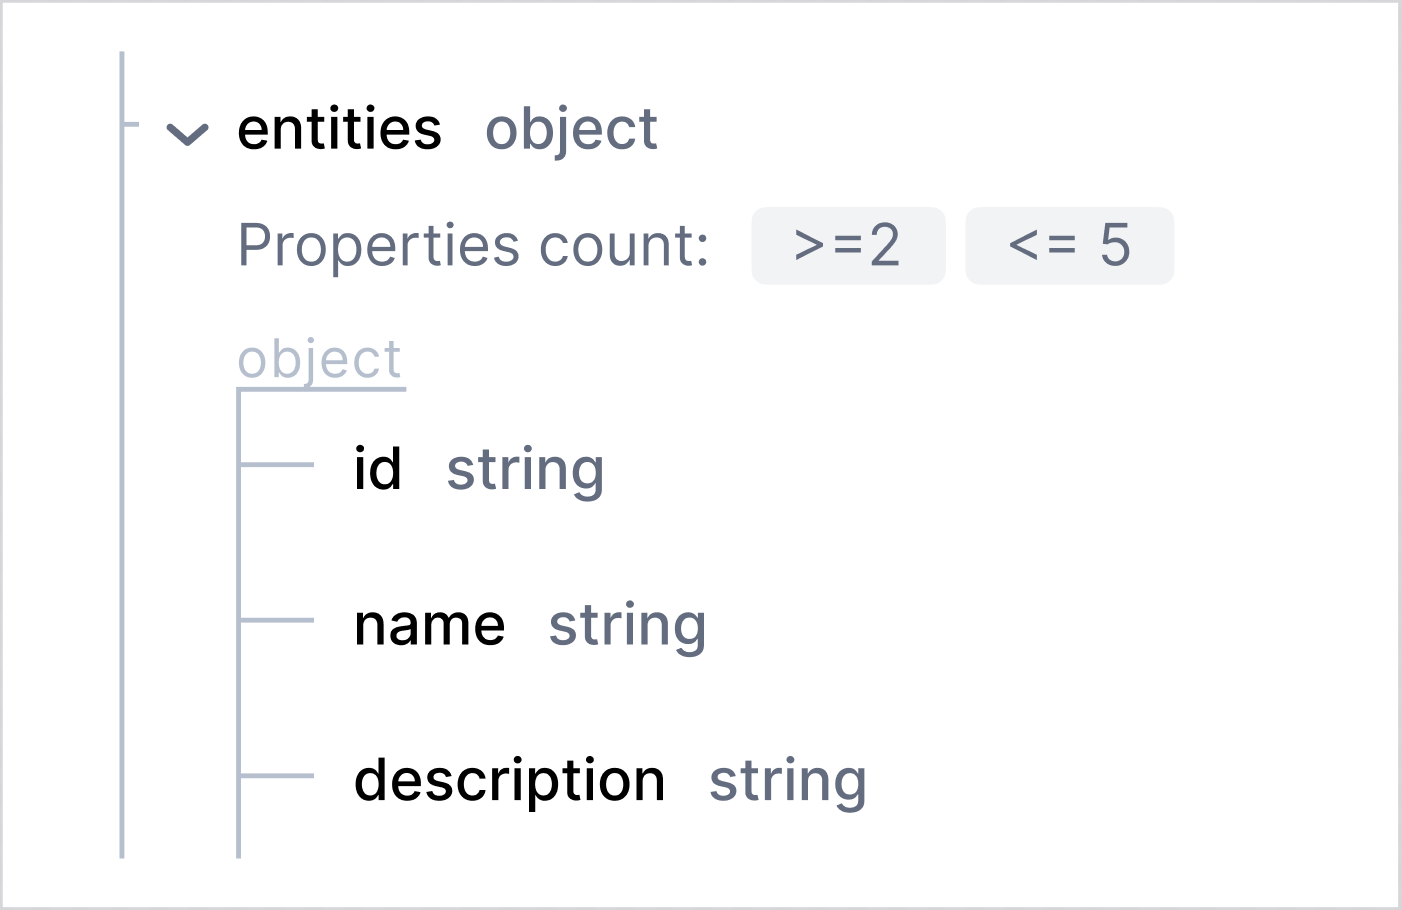 entities object
Properties count: >=2 <= 5
object
id string
name string
description string